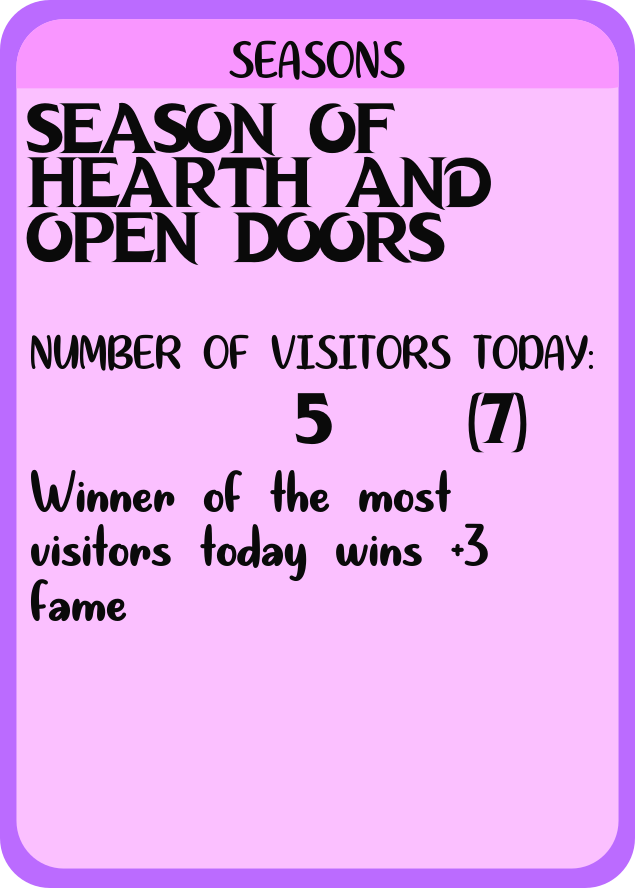 SEASONS
SEASON OF
HEARTH AND
OPEN DOORS
NUMBER OF VISITORS TODAY:
5 (7)
Winner of the most
visitors today wins +3
fame